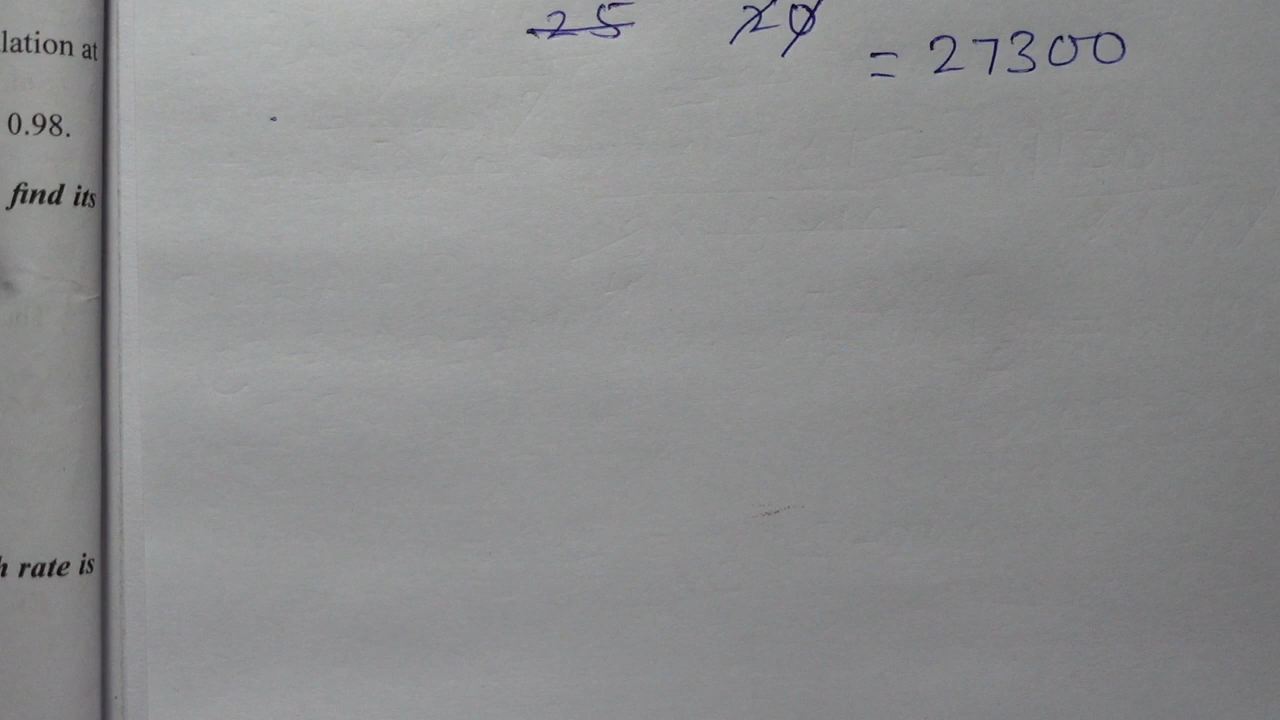 lation at
0.98.
find its
rate is
25 20
= 27300